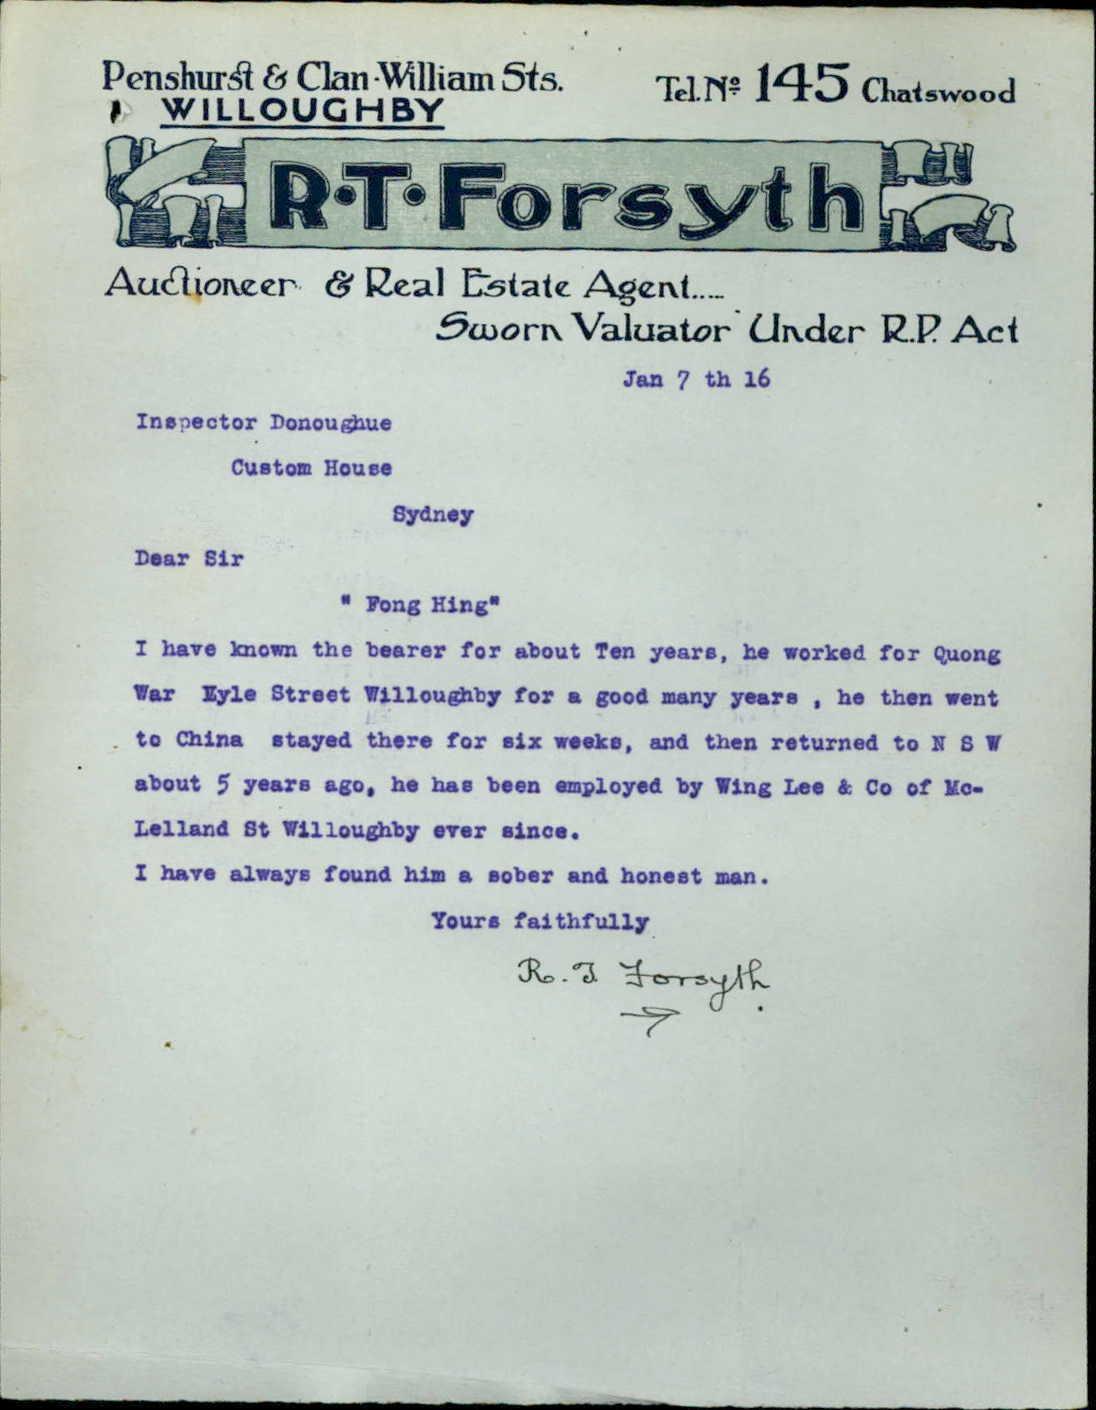 Penshurst & Clan-William Sts.
WILLOUGHBY
Tel. Nº 145 Chatswood
R·T·Forsyth
Auctioneer & Real Estate Agent.....
Sworn Valuator Under R.P. Act
Jan 7 th 16
Inspector Donoughue
Custom House
Sydney
Dear Sir
" Fong Hing"
I have known the bearer for about Ten years, he worked for Quong
War Eyle Street Willoughby for a good many years , he then went
to China stayed there for six weeks, and then returned to N S W
about 5 years ago, he has been employed by Wing Lee & Co of Mc-
Lelland St Willoughby ever since.
I have always found him a sober and honest man.
Yours faithfully
R. T Forsyth